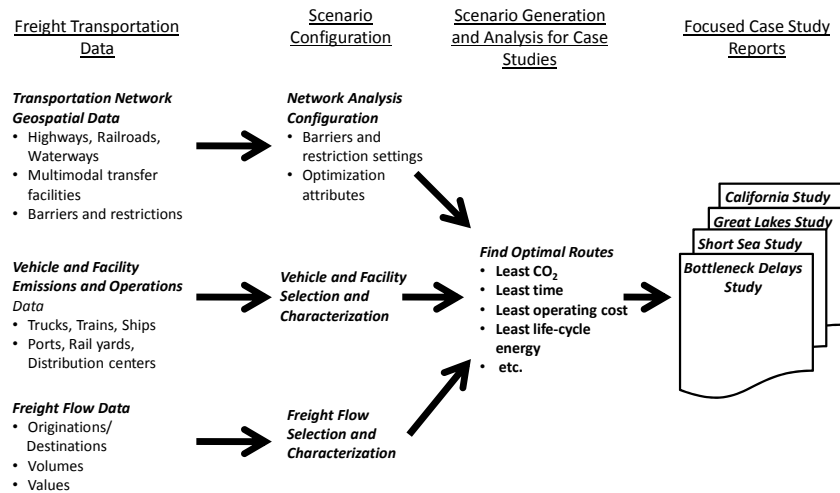 Freight Transportation
Data
Scenario
Configuration
Scenario Generation
and Analysis for Case
Studies
Focused Case Study
Reports
Transportation Network
Geospatial Data
• Highways, Railroads,
Waterways
• Multimodal transfer
facilities
• Barriers and restrictions
Network Analysis
Configuration
• Barriers and
restriction settings
• Optimization
attributes
Vehicle and Facility
Emissions and Operations
Data
• Trucks, Trains, Ships
• Ports, Rail yards,
Distribution centers
Vehicle and Facility
Selection and
Characterization
Find Optimal Routes
• Least CO₂
• Least time
• Least operating cost
• Least life-cycle
energy
• etc.
California Study
Great Lakes Study
Short Sea Study
Bottleneck Delays
Study
Freight Flow Data
• Originations/
Destinations
• Volumes
• Values
Freight Flow
Selection and
Characterization